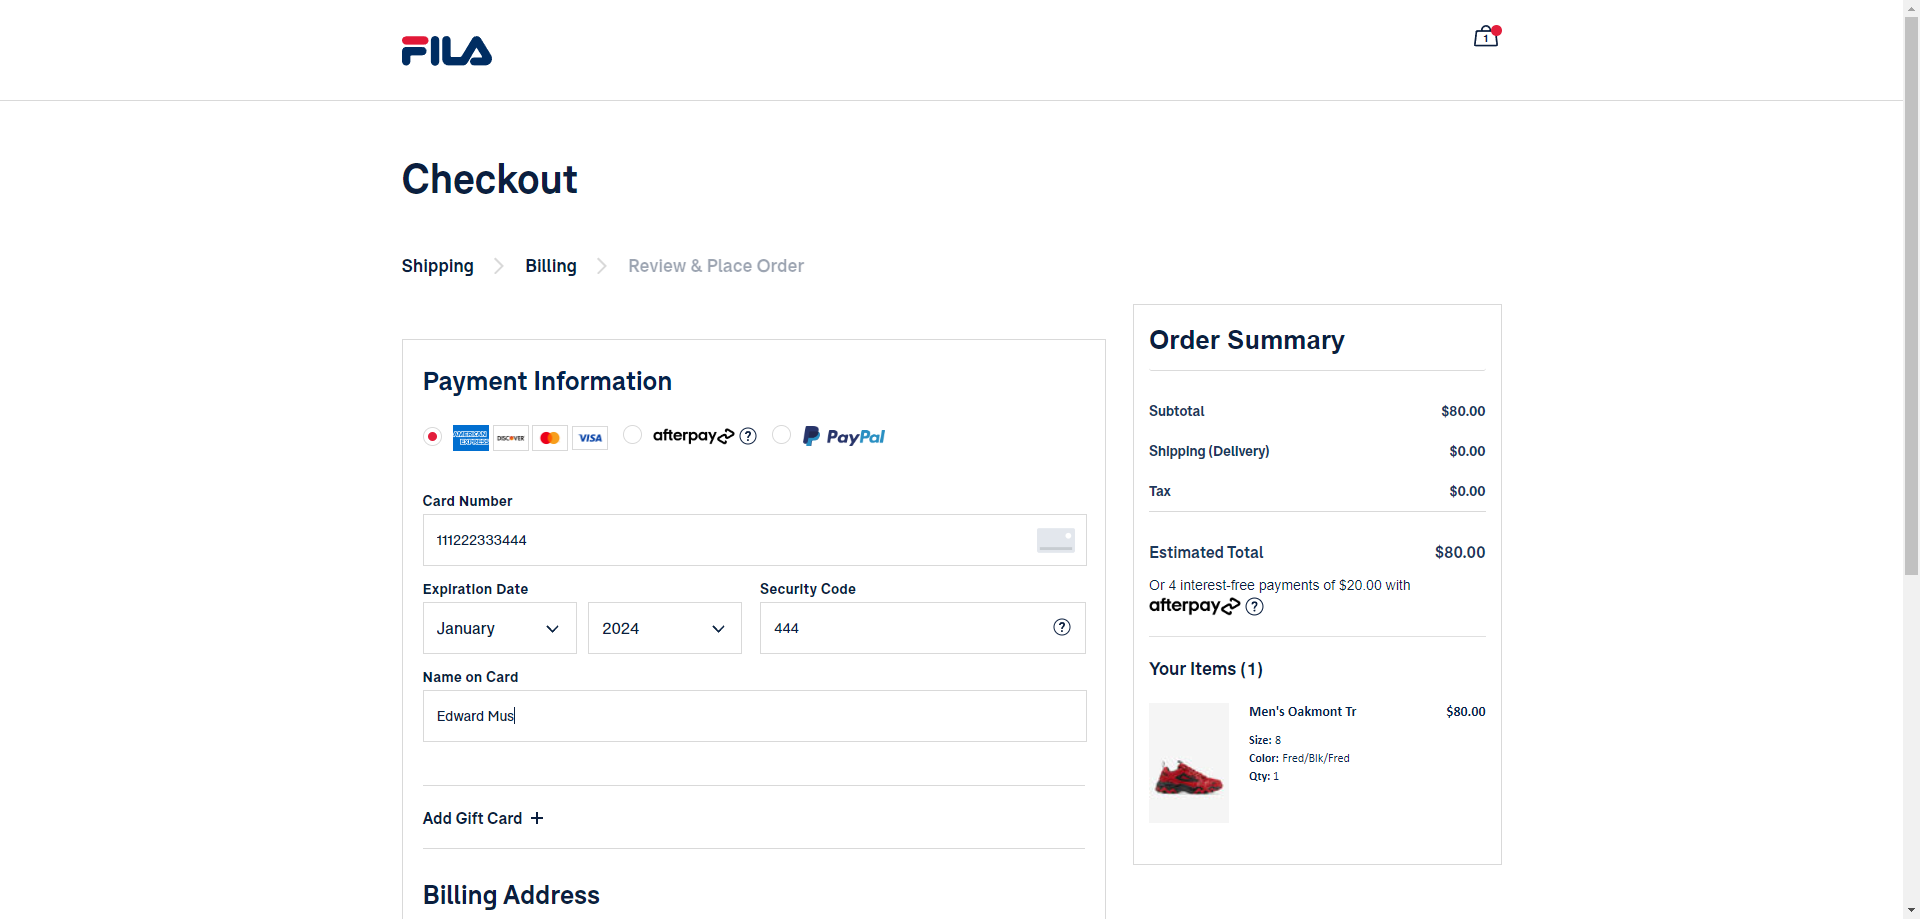 FILA
1
Checkout
Shipping
Billing
Review & Place Order
Payment Information
AMERICAN EXPRESS
DISCOVER
VISA
afterpay
?
PayPal
Card Number
111222333444
Expiration Date
Security Code
January
2024
444
?
Name on Card
Edward Mus
Add Gift Card +
Billing Address
Order Summary
Subtotal $80.00
Shipping (Delivery) $0.00
Tax $0.00
Estimated Total $80.00
Or 4 interest-free payments of $20.00 with
afterpay ?
Your Items (1)
Men's Oakmont Tr $80.00
Size: 8
Color: Fred/Blk/Fred
Qty: 1